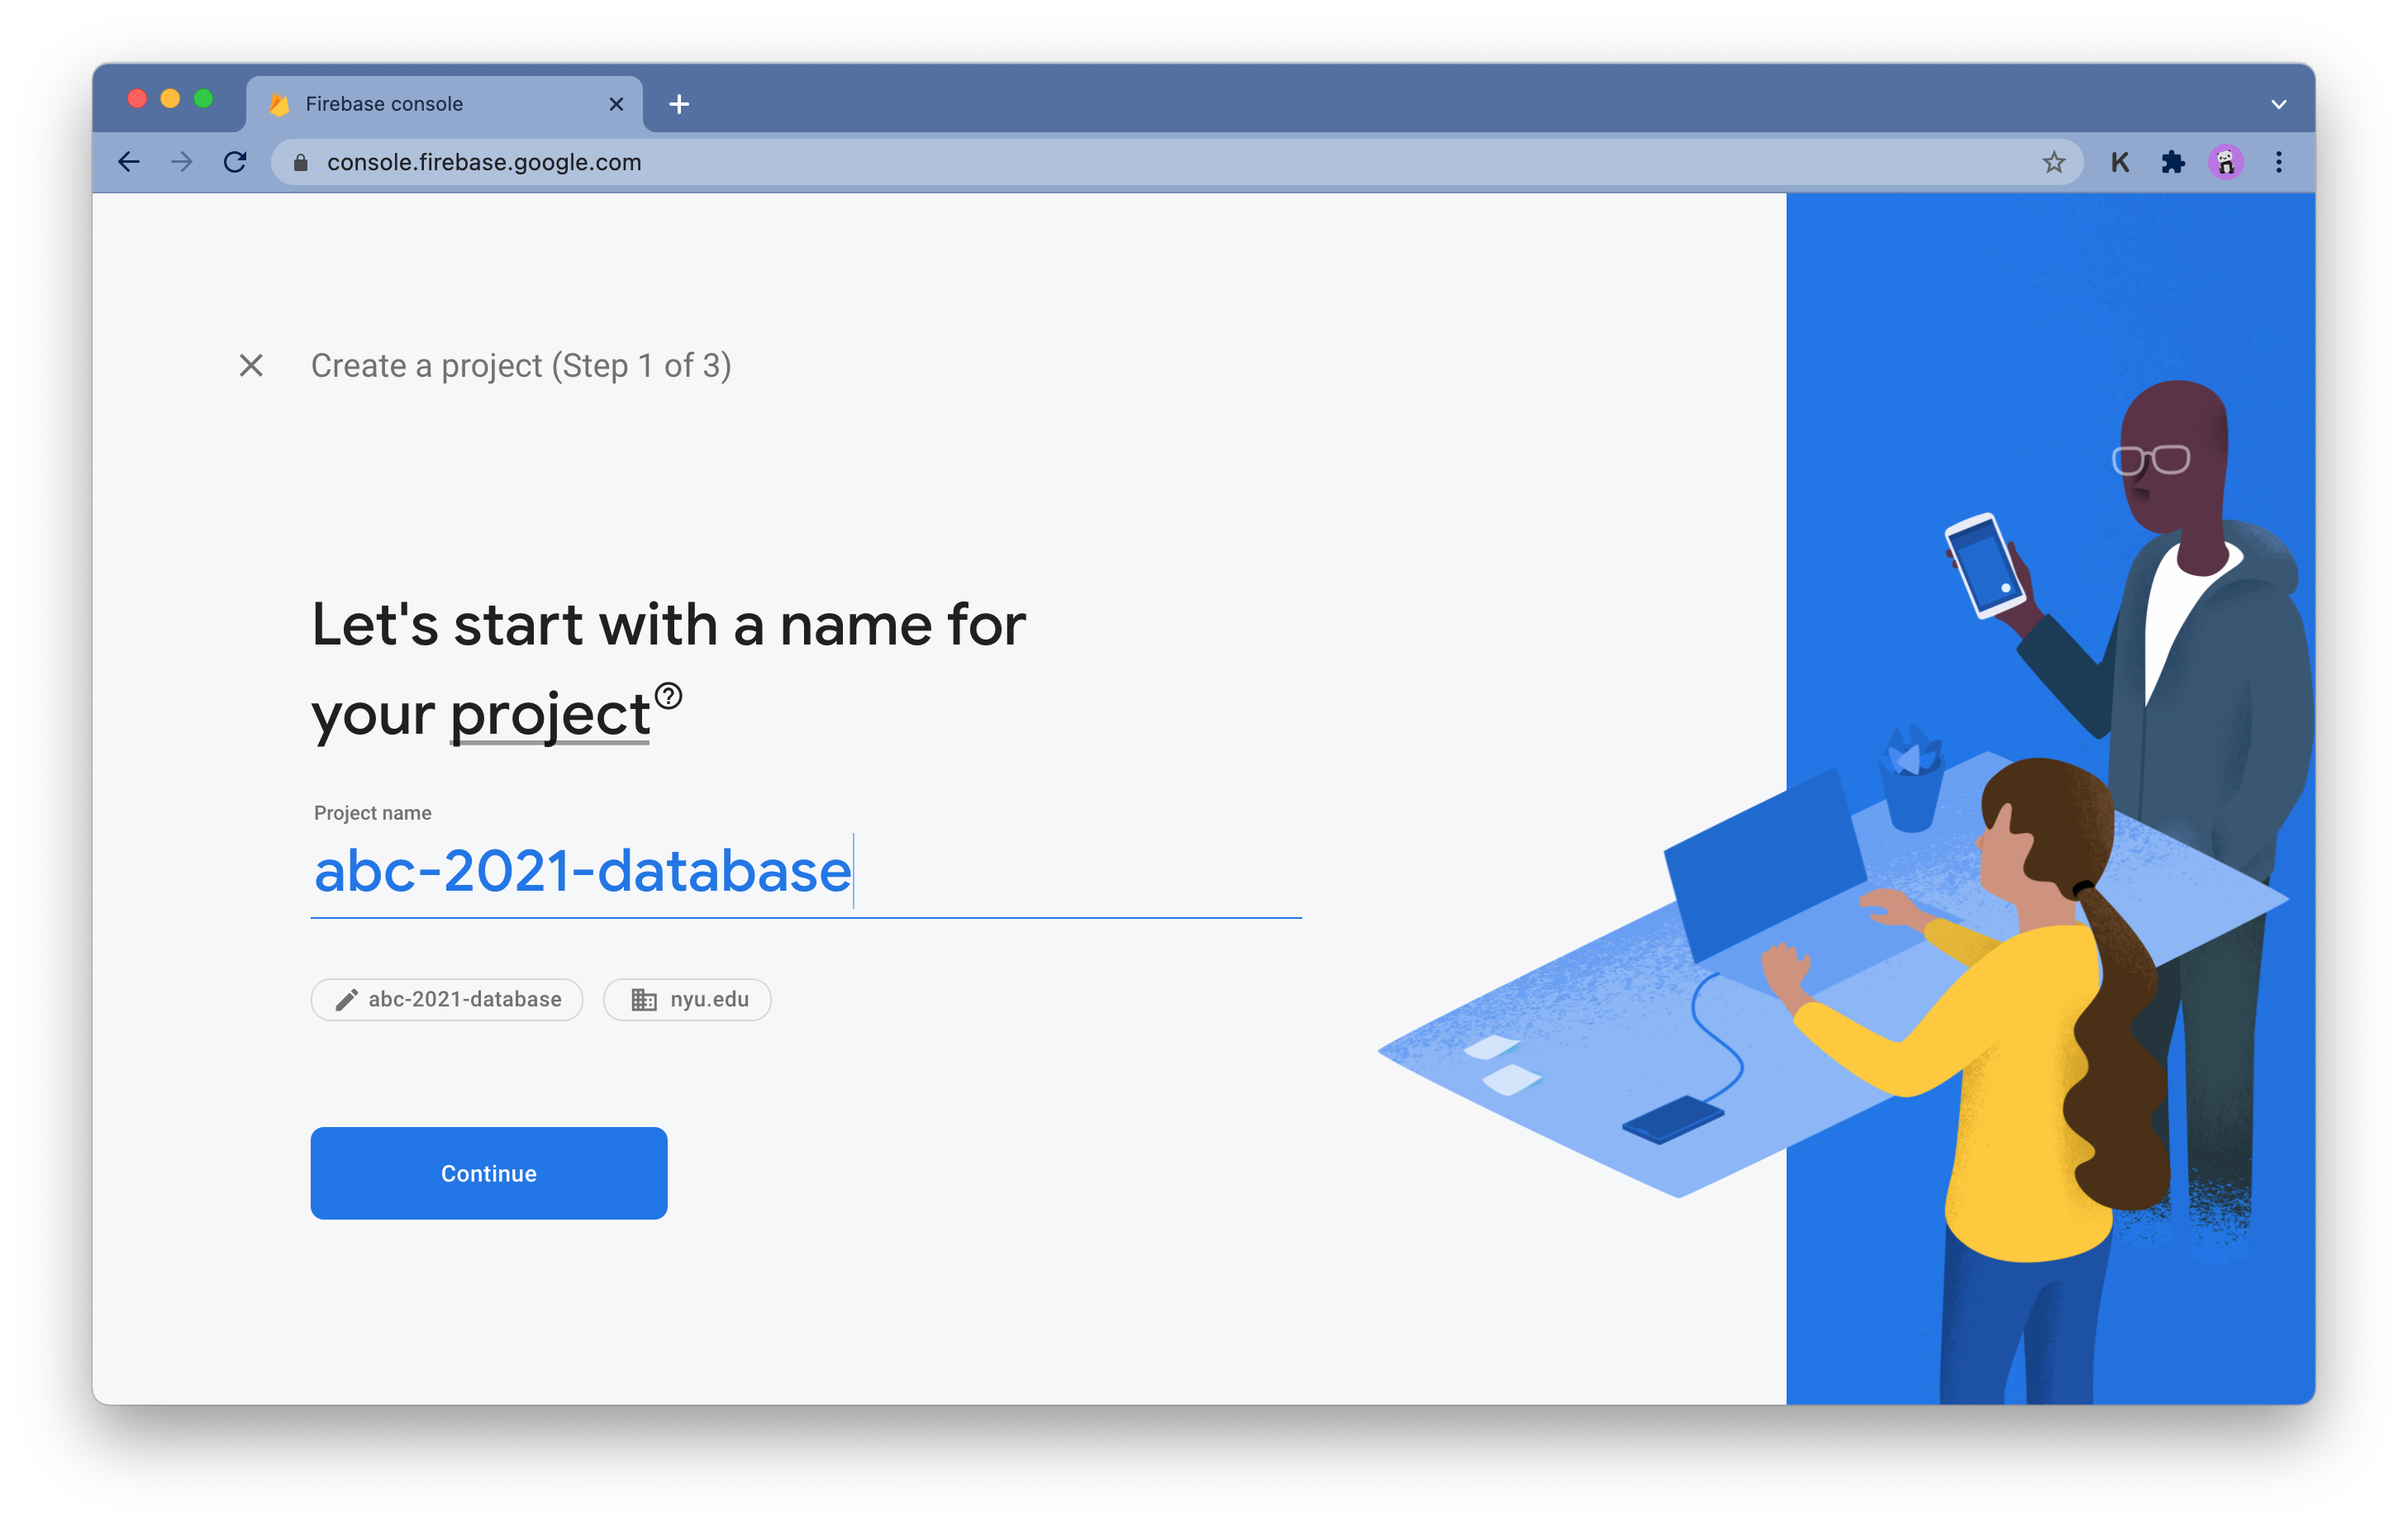 Firebase console
console.firebase.google.com
K
Create a project (Step 1 of 3)
Let's start with a name for
your project
Project name
abc-2021-database
abc-2021-database
nyu.edu
Continue